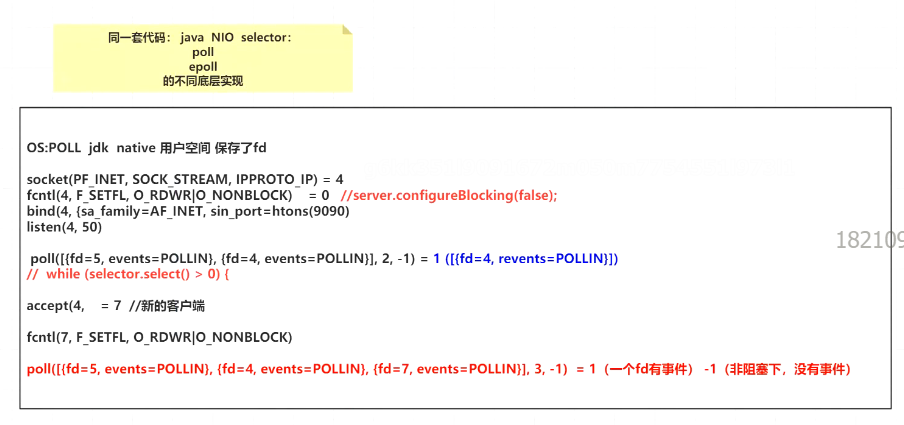 同一套代码： java NIO selector：
poll
epoll
的不同底层实现
OS:POLL jdk native 用户空间 保存了fd
socket(PF_INET, SOCK_STREAM, IPPROTO_IP) = 4
fcntl(4, F_SETFL, O_RDWR|O_NONBLOCK) = 0 //server.configureBlocking(false);
bind(4, {sa_family=AF_INET, sin_port=htons(9090)
listen(4, 50)
poll([{fd=5, events=POLLIN}, {fd=4, events=POLLIN}], 2, -1) = 1 ([{fd=4, revents=POLLIN}])
// while (selector.select() > 0) {
accept(4, = 7 //新的客户端
fcntl(7, F_SETFL, O_RDWR|O_NONBLOCK)
poll([{fd=5, events=POLLIN}, {fd=4, events=POLLIN}, {fd=7, events=POLLIN}], 3, -1) = 1（一个fd有事件） -1（非阻塞下，没有事件）
182109